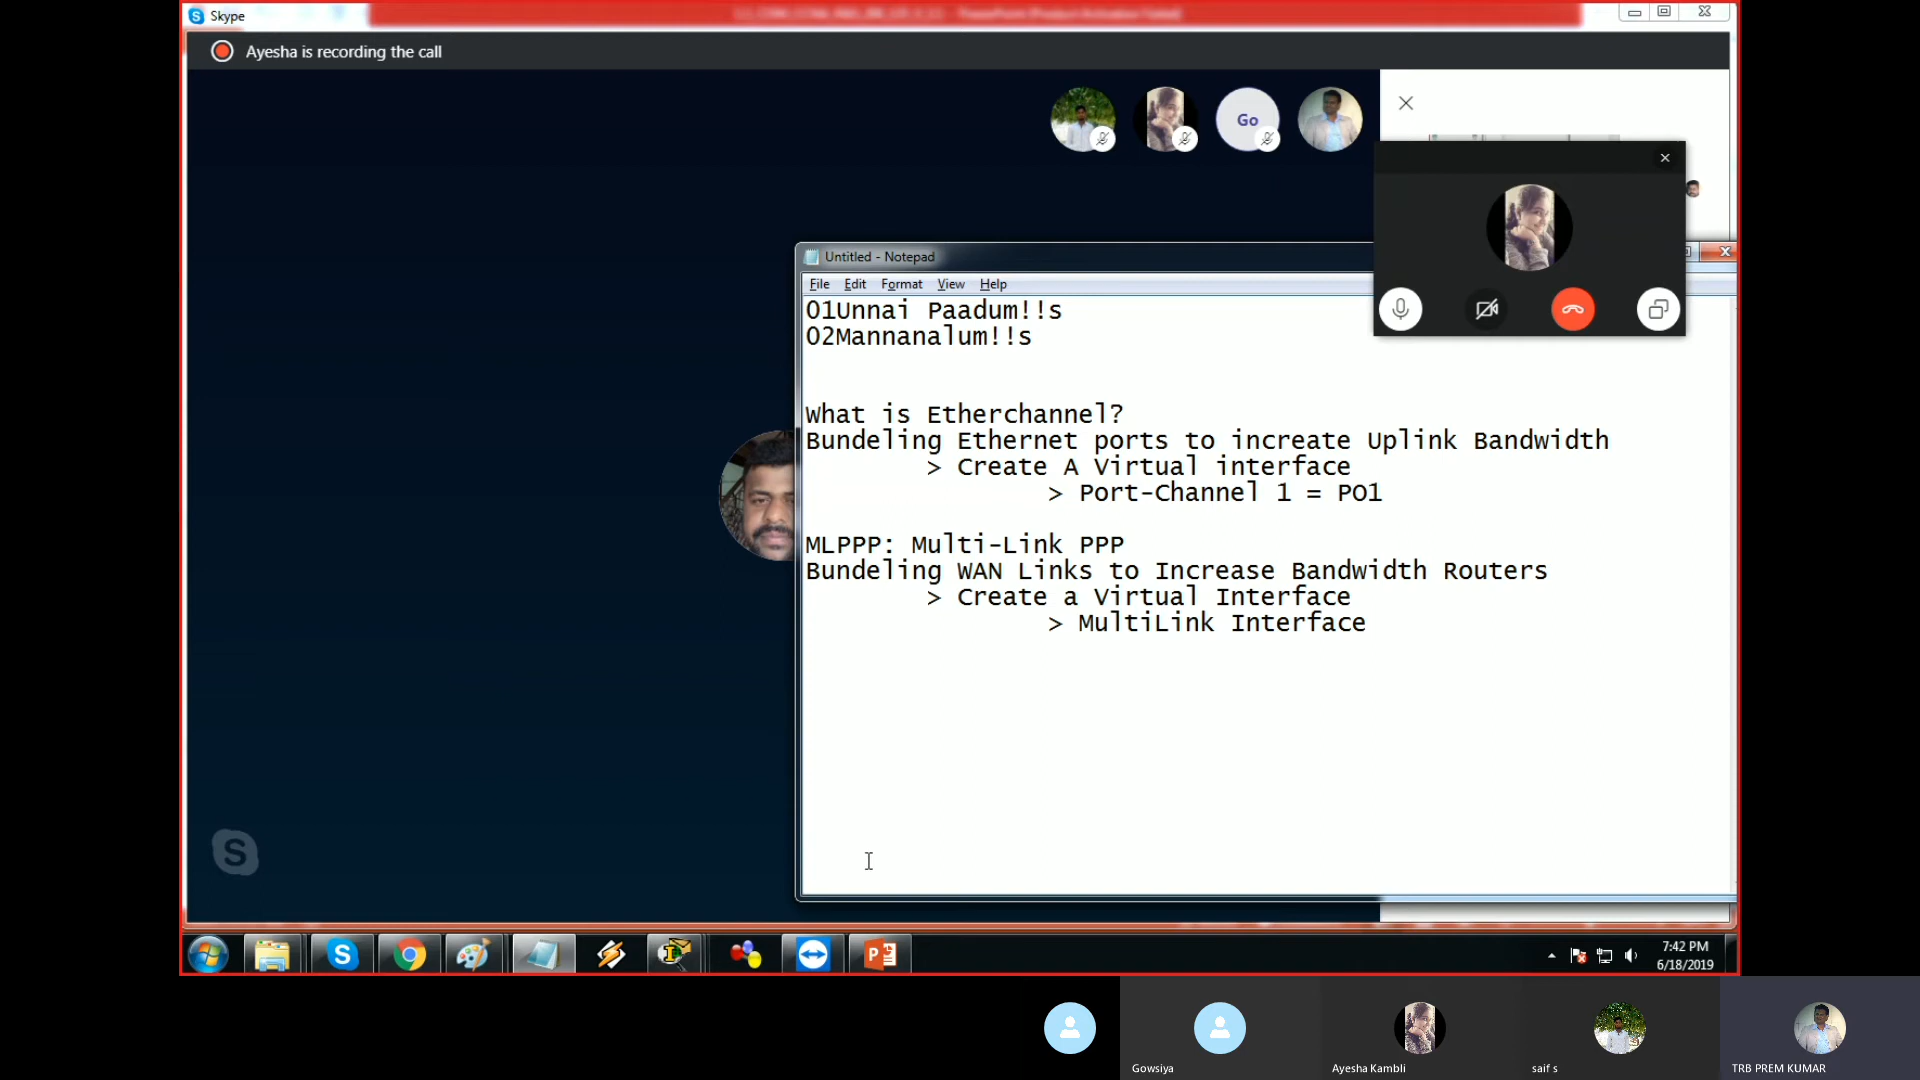 Skype
Ayesha is recording the call
Go
Untitled - Notepad
File Edit Format View Help
01Unnai Paadum!!s
02Mannanalum!!s
What is Etherchannel?
Bundeling Ethernet ports to increate Uplink Bandwidth
> Create A Virtual interface
> Port-Channel 1 = PO1
MLPPP: Multi-Link PPP
Bundeling WAN Links to Increase Bandwidth Routers
> Create a Virtual Interface
> MultiLink Interface
7:42 PM
6/18/2019
Gowsiya
Ayesha Kambli
saif s
TRB PREM KUMAR